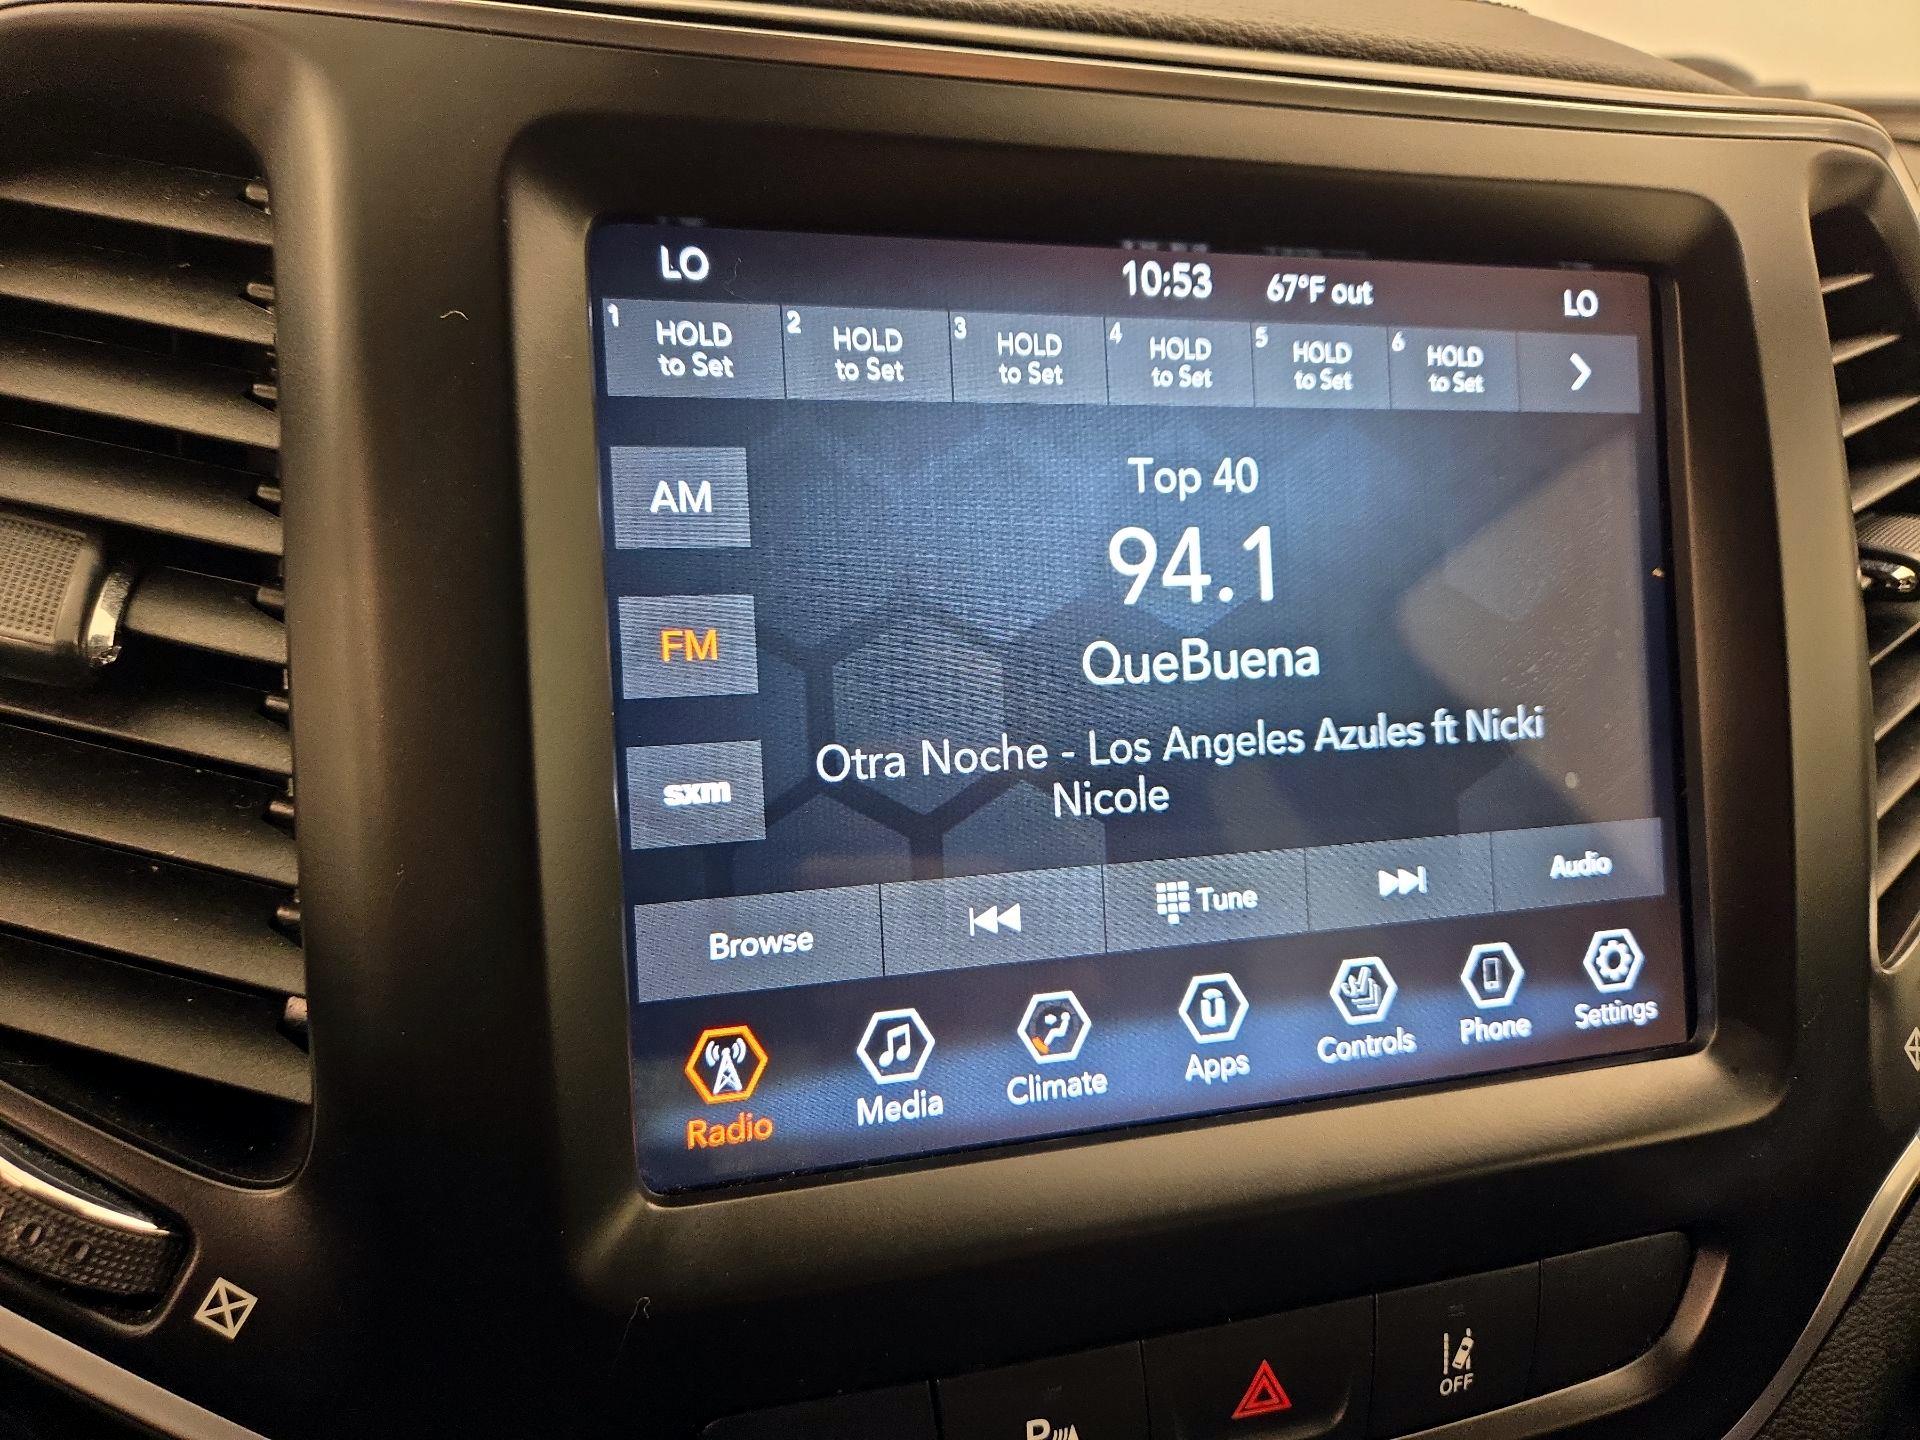 LO
10:53 67°F out
LO
1 HOLD
to Set
2 HOLD
to Set
3 HOLD
to Set
4 HOLD
to Set
5 HOLD
to Set
6 HOLD
to Set
AM
FM
sxm
Top 40
94.1
QueBuena
Otra Noche - Los Angeles Azules ft Nicki
Nicole
Browse
Tune
Audio
Radio
Media
Climate
Apps
Controls
Phone
Settings
P
OFF